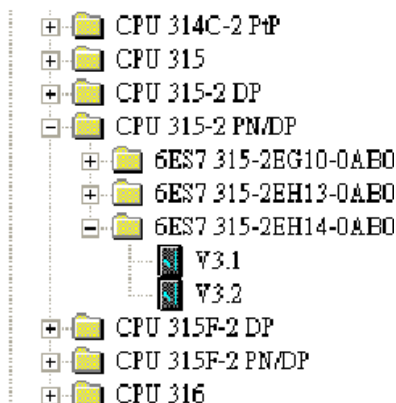 CPU 314C-2 PtP
CPU 315
CPU 315-2 DP
CPU 315-2 PN/DP
6ES7 315-2EG10-0AB0
6ES7 315-2EH13-0AB0
6ES7 315-2EH14-0AB0
V3.1
V3.2
CPU 315F-2 DP
CPU 315F-2 PN/DP
CPU 316